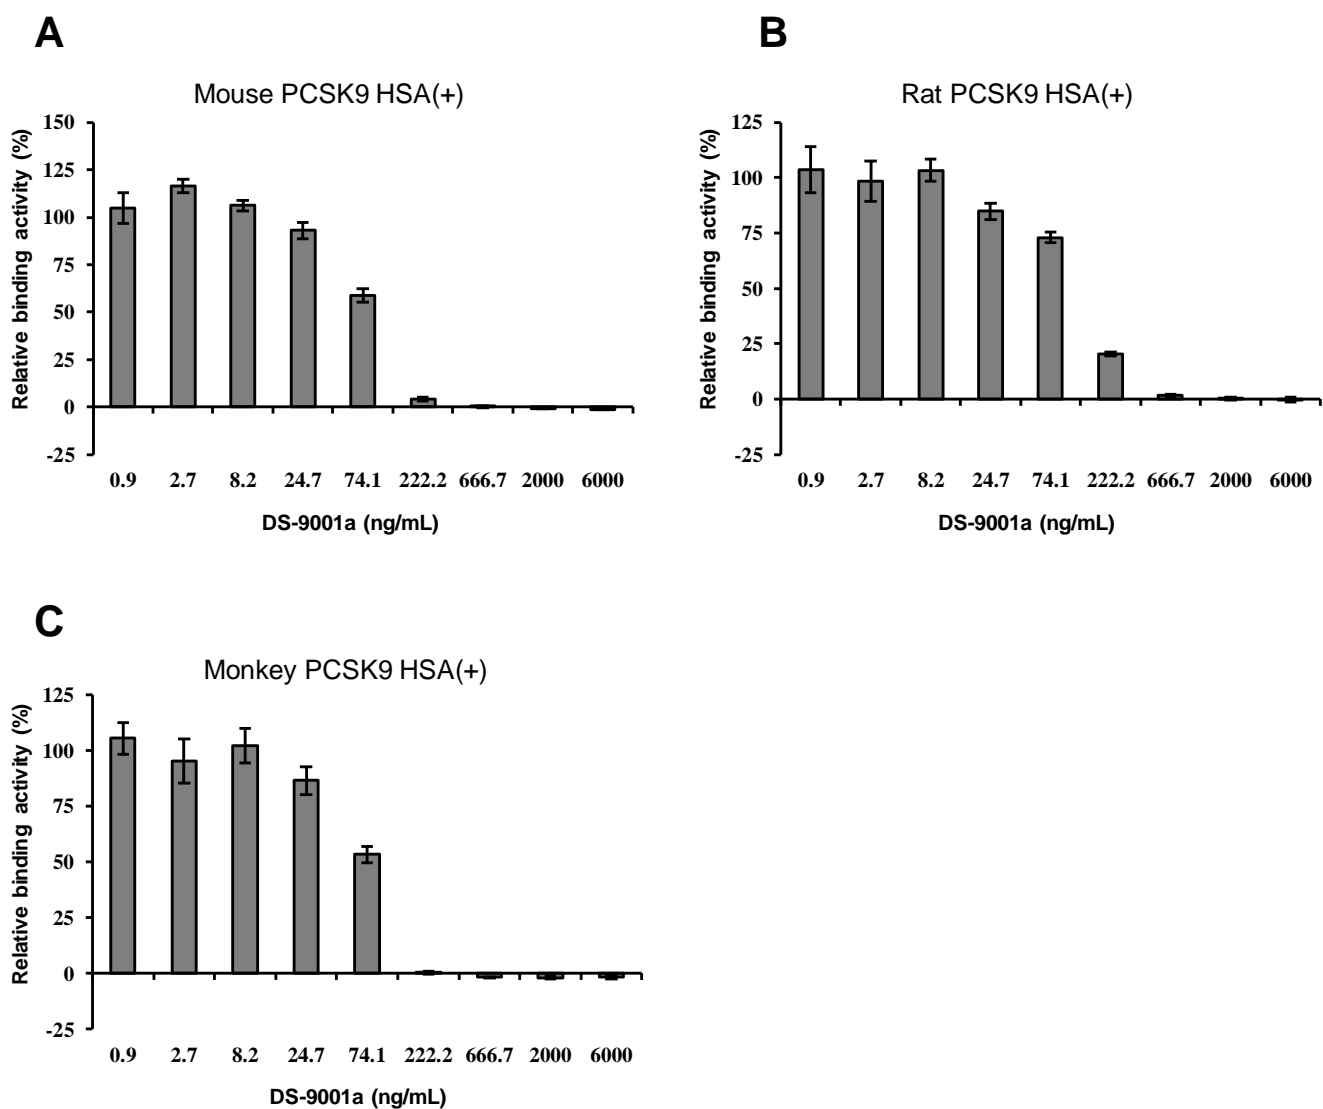 A
Mouse PCSK9 HSA(+)
Relative binding activity (%)
150
125
100
75
50
25
0
-25
0.9 2.7 8.2 24.7 74.1 222.2 666.7 2000 6000
DS-9001a (ng/mL)
B
Rat PCSK9 HSA(+)
Relative binding activity (%)
125
100
75
50
25
0
-25
0.9 2.7 8.2 24.7 74.1 222.2 666.7 2000 6000
DS-9001a (ng/mL)
C
Monkey PCSK9 HSA(+)
Relative binding activity (%)
125
100
75
50
25
0
-25
0.9 2.7 8.2 24.7 74.1 222.2 666.7 2000 6000
DS-9001a (ng/mL)